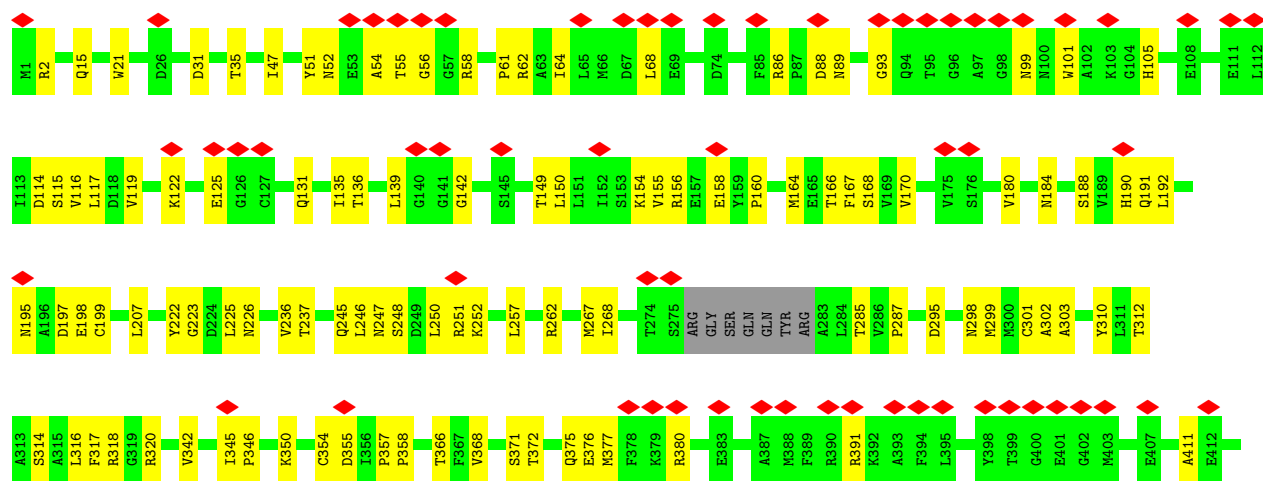 M1 R2 Q15 W21 D26 D31 T35 I47 Y51 N52 E53 A54 T55 G56 G57 R58 P61 R62 A63 I64 L65 M66 D67 L68 E69 D74 F85 R86 P87 D88 N89 G93 Q94 T95 G96 A97 G98 N99 N100 W101 A102 K103 G104 H105 E108 E111 L112
I113 D114 S115 V116 L117 D118 V119 K122 E125 G126 C127 Q131 I135 T136 L139 G140 G141 G142 S145 T149 L150 L151 I152 S153 K154 V155 R156 E157 E158 Y159 P160 M164 E165 T166 F167 S168 V169 V170 V175 S176 V180 N184 S188 V189 H190 Q191 L192
N195 A196 D197 E198 C199 L207 Y222 G223 D224 L225 N226 V236 T237 Q245 L246 N247 S248 D249 L250 R251 K252 L257 R262 M267 I268 T274 S275 ARG GLY SER GLN GLN TYR ARG A283 L284 T285 V286 P287 D295 N298 M299 M300 C301 A302 A303 Y310 L311 T312
A313 S314 A315 L316 F317 R318 G319 R320 V342 I345 P346 K350 C354 D355 I356 P357 P358 T366 F367 V368 S371 T372 Q375 E376 M377 F378 K379 R380 E383 A387 M388 F389 R390 R391 K392 A393 F394 L395 Y398 T399 G400 E401 G402 M403 E407 A411 E412